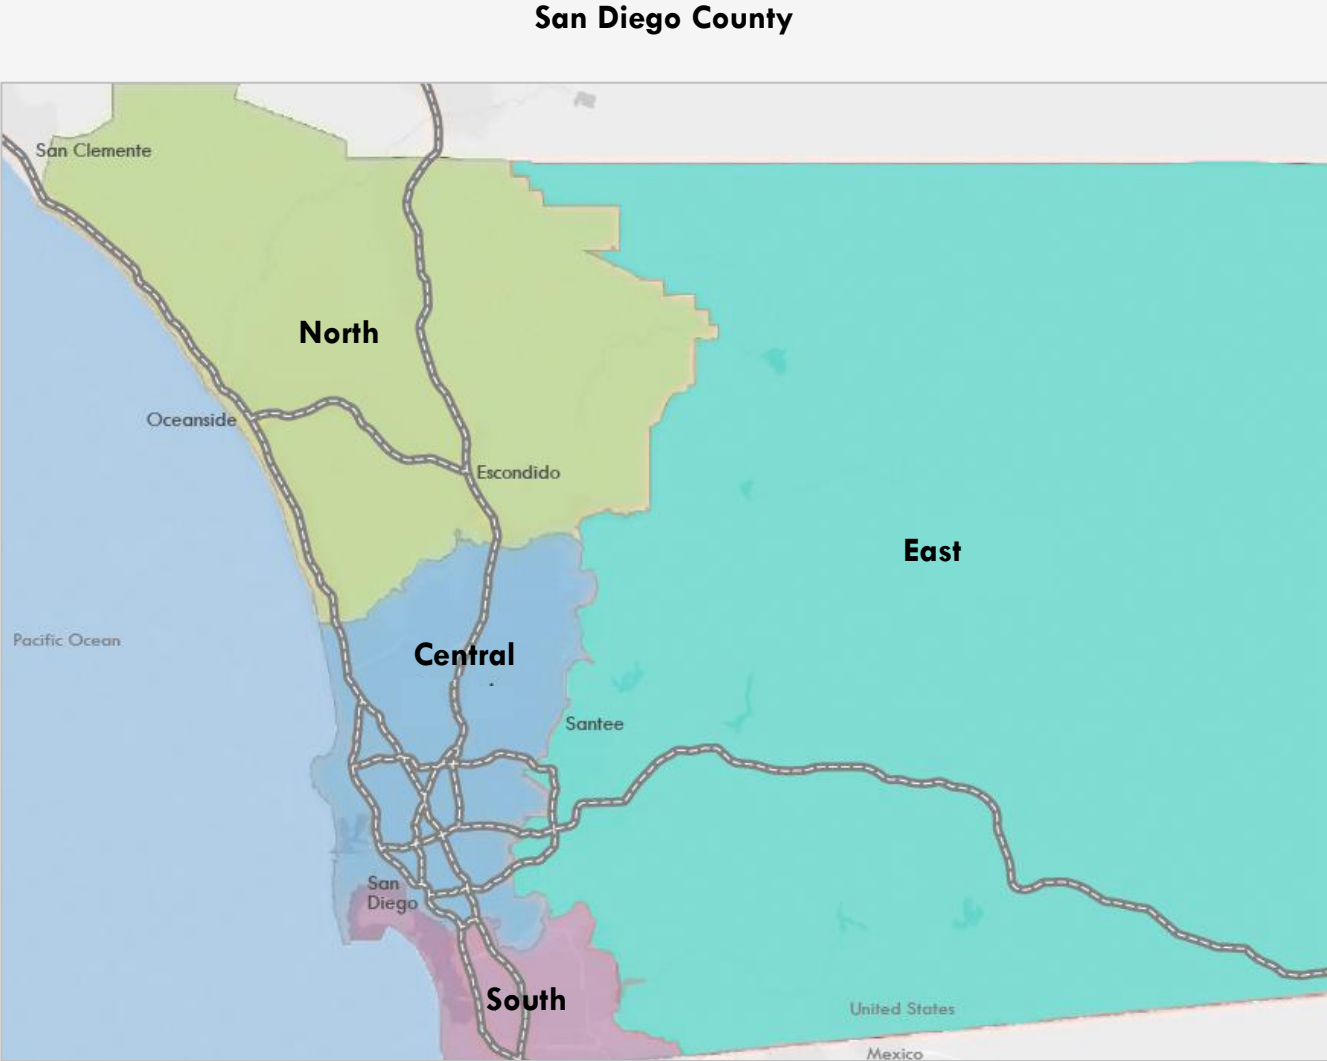 San Diego County
San Clemente
North
Oceanside
Escondido
East
Pacific Ocean
Central
Santee
San
Diego
South
United States
Mexico